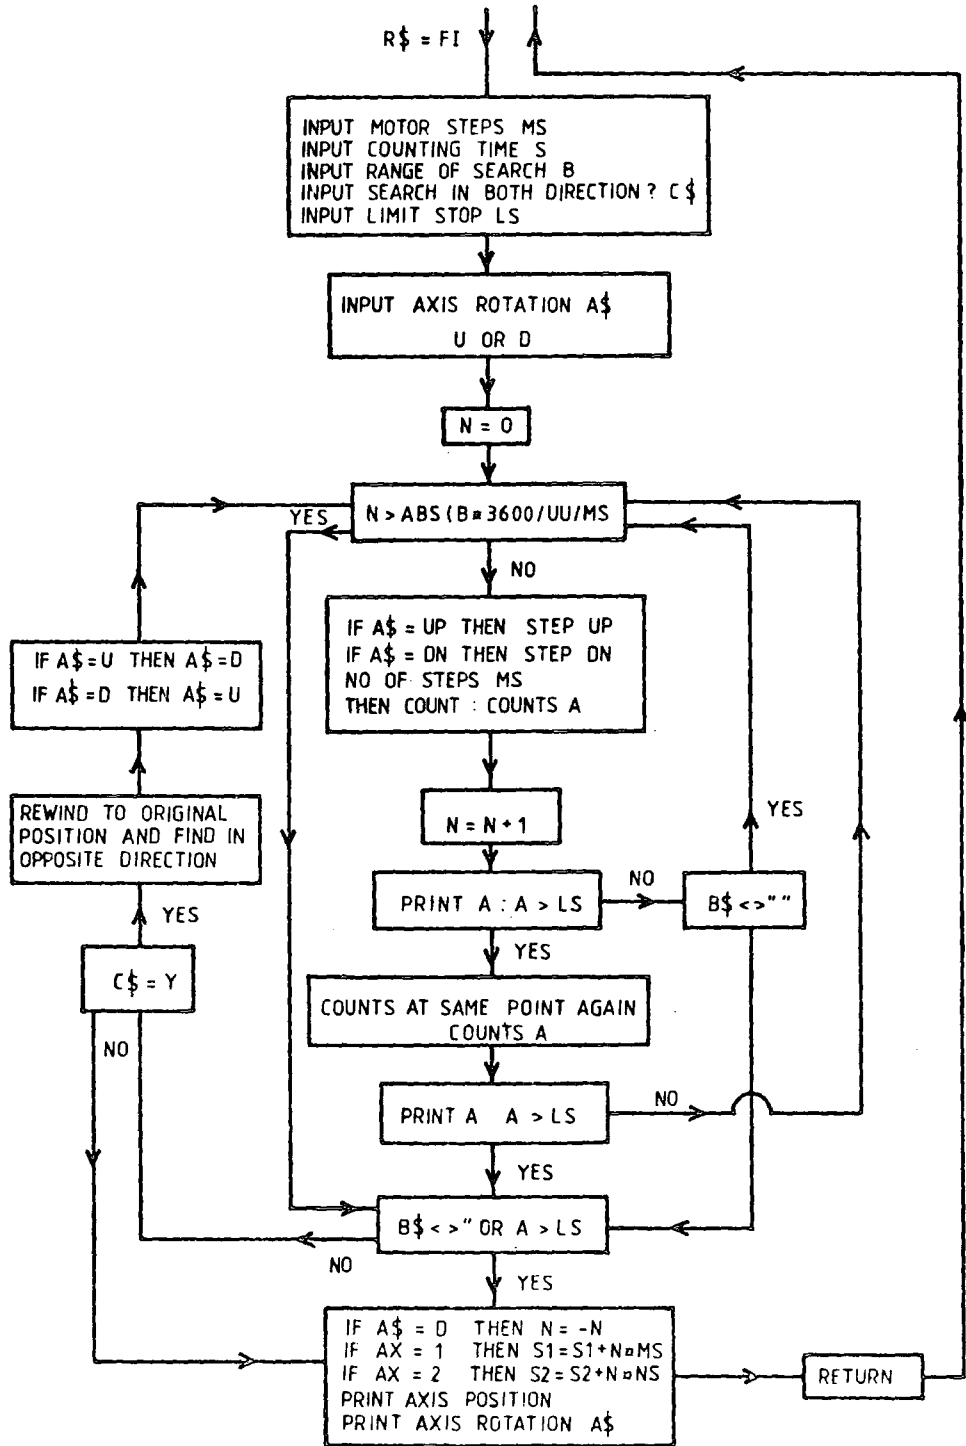 R$ = FI
INPUT MOTOR STEPS MS
INPUT COUNTING TIME S
INPUT RANGE OF SEARCH B
INPUT SEARCH IN BOTH DIRECTION? C$
INPUT LIMIT STOP LS
INPUT AXIS ROTATION A$
U OR D
N = 0
N > ABS(B¤3600/UU/MS
YES
NO
IF A$ = UP THEN STEP UP
IF A$ = DN THEN STEP DN
NO OF STEPS MS
THEN COUNT : COUNTS A
IF A$ = U THEN A$ = D
IF A$ = D THEN A$ = U
REWIND TO ORIGINAL
POSITION AND FIND IN
OPPOSITE DIRECTION
N = N + 1
YES
PRINT A : A > LS
NO
B$ <> ""
YES
YES
C$ = Y
COUNTS AT SAME POINT AGAIN
COUNTS A
NO
PRINT A A > LS
NO
YES
B$ < > " OR A > LS
NO
YES
IF A$ = D THEN N = -N
IF AX = 1 THEN S1 = S1 + N¤MS
IF AX = 2 THEN S2 = S2 + N¤NS
PRINT AXIS POSITION
PRINT AXIS ROTATION A$
RETURN